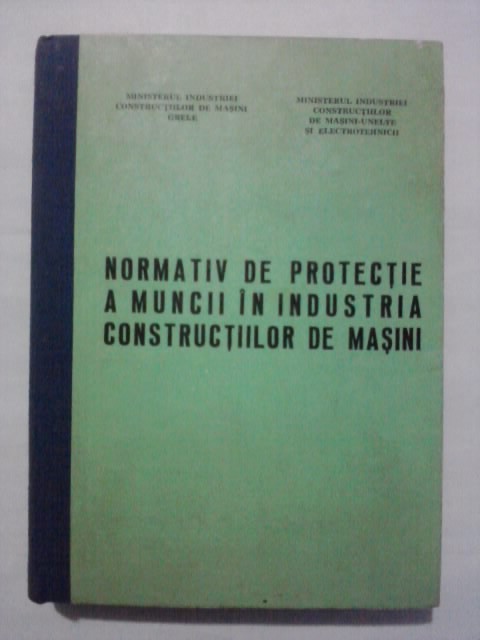 MINISTERUL INDUSTRIEI
CONSTRUCȚIILOR DE MAȘINI
GRELE
MINISTERUL INDUSTRIEI
CONSTRUCȚIILOR
DE MAȘINI-UNELTE
ȘI ELECTROTEHNICII
NORMATIV DE PROTECȚIE
A MUNCII ÎN INDUSTRIA
CONSTRUCȚIILOR DE MAȘINI